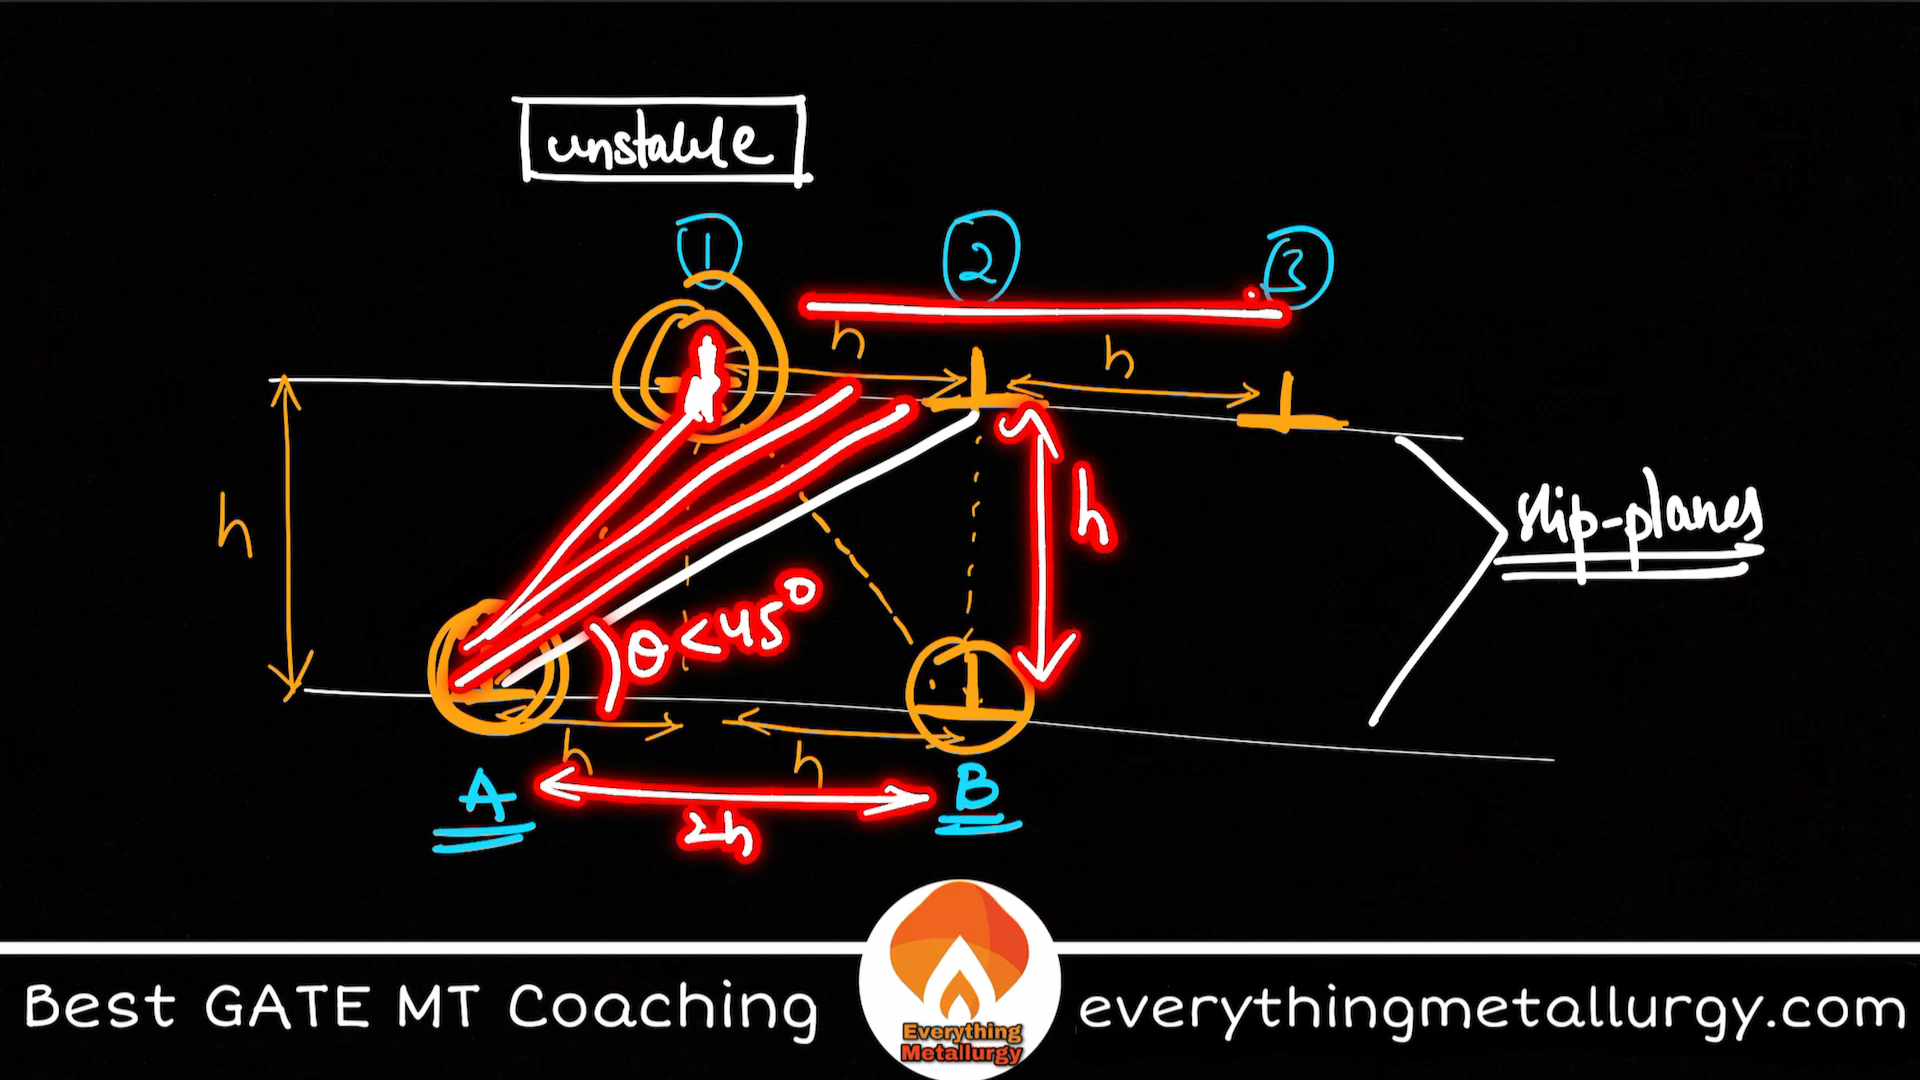 unstable
1 2 3
h h
h
h
slip-planes
θ<45°
h h
A B
2h
Best GATE MT Coaching
everythingmetallurgy.com
Everything
Metallurgy